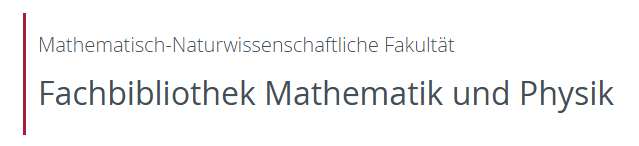 Mathematisch-Naturwissenschaftliche Fakultät
Fachbibliothek Mathematik und Physik